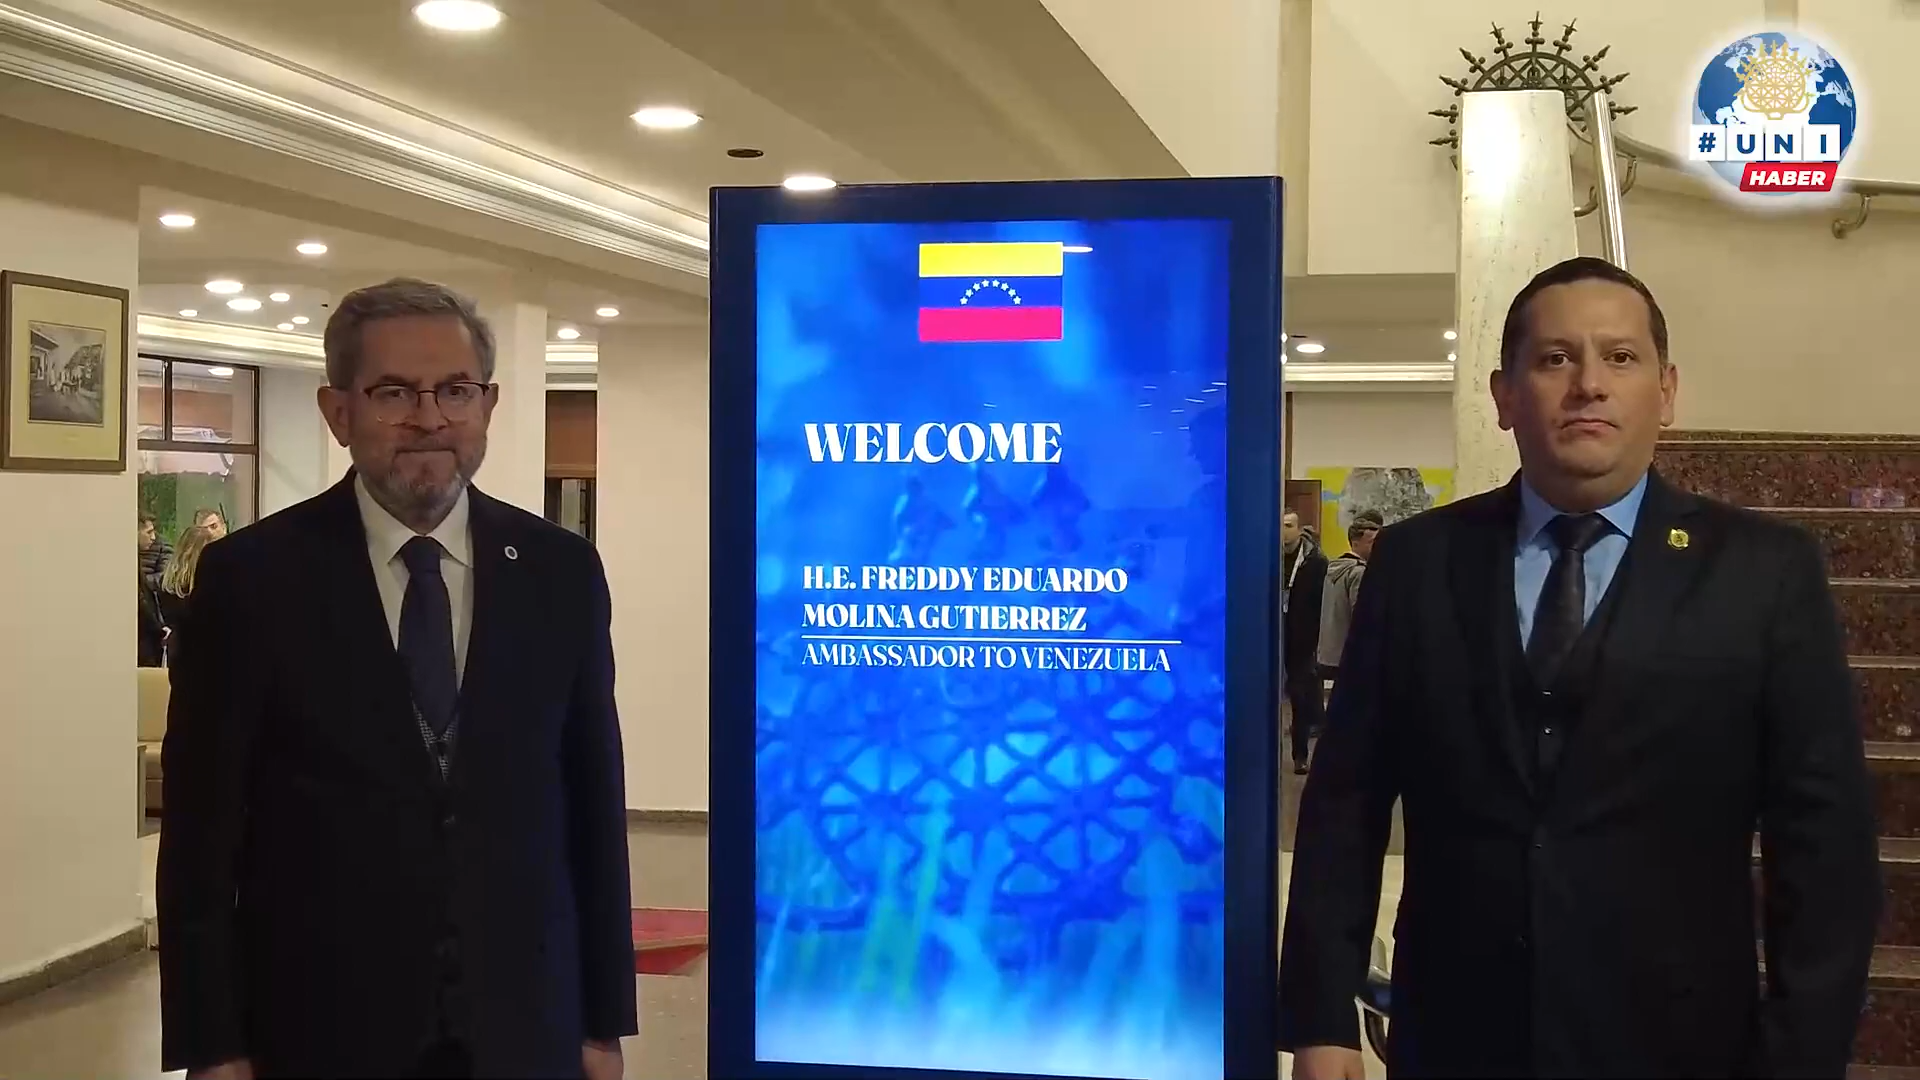 #UNI
HABER
WELCOME
H.E. FREDDY EDUARDO
MOLINA GUTIERREZ
AMBASSADOR TO VENEZUELA